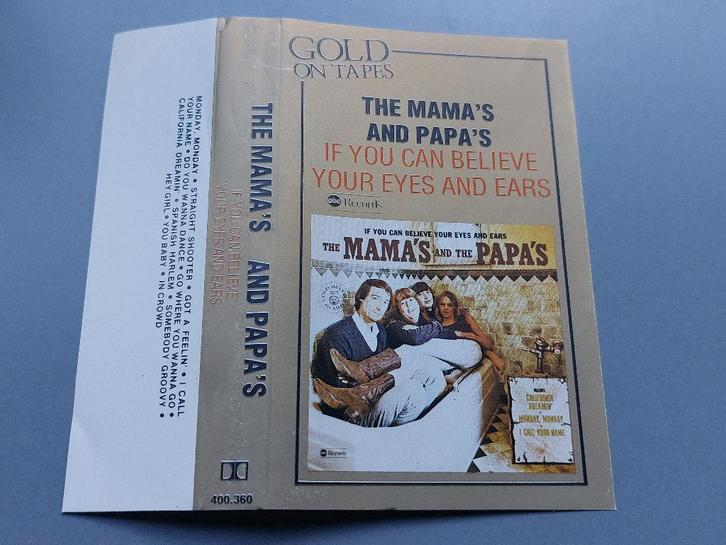 MONDAY, MONDAY • STRAIGHT SHOOTER • GOT A FEELIN' • I CALL
YOUR NAME • DO YOU WANNA DANCE • GO WHERE YOU WANNA GO •
CALIFORNIA DREAMIN' • SPANISH HARLEM • SOMEBODY GROOVY •
HEY GIRL • YOU BABY • IN CROWD
THE MAMA'S AND PAPA'S
IF YOU CAN BELIEVE
YOUR EYES AND EARS
400.360
GOLD
ON TAPES
THE MAMA'S
AND PAPA'S
IF YOU CAN BELIEVE
YOUR EYES AND EARS
abc Records
IF YOU CAN BELIEVE YOUR EYES AND EARS
THE MAMA'S AND THE PAPA'S
CALIFORNIA
DREAMIN'
MONDAY, MONDAY
I CALL YOUR NAME
abc Records